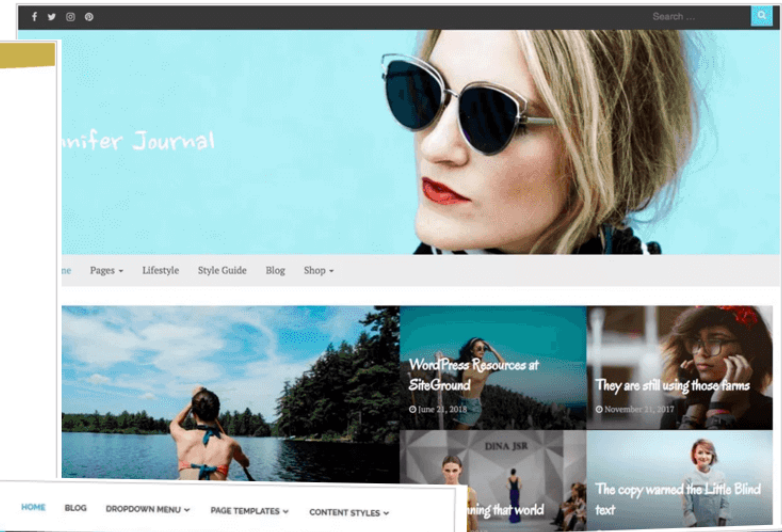 Search ...
nnifer Journal
me Pages Lifestyle Style Guide Blog Shop
WordPress Resources at
SiteGround
June 21, 2018
They are still using those farms
November 21, 2017
DINA JSR
ning that world
The copy warned the Little Blind
text
HOME BLOG DROPDOWN MENU PAGE TEMPLATES CONTENT STYLES